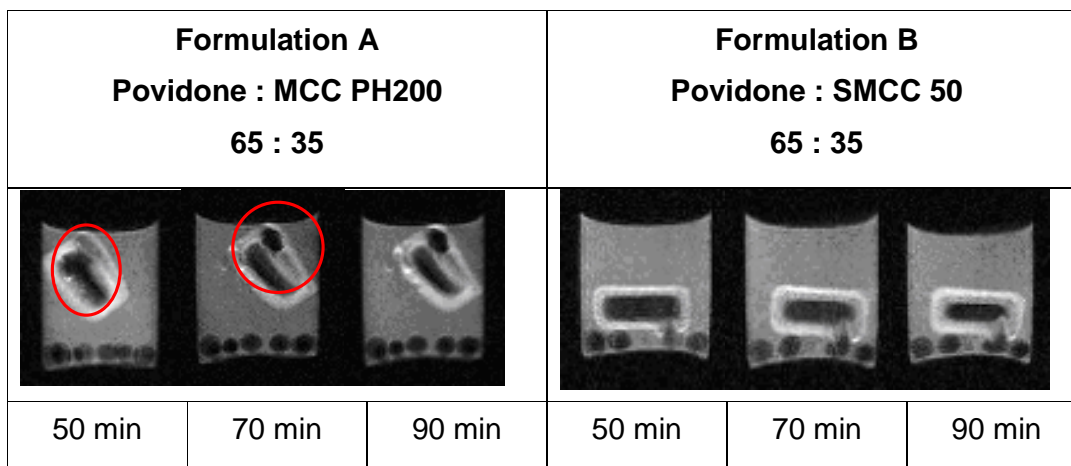 Formulation A
Povidone : MCC PH200
65 : 35
Formulation B
Povidone : SMCC 50
65 : 35
50 min
70 min
90 min
50 min
70 min
90 min